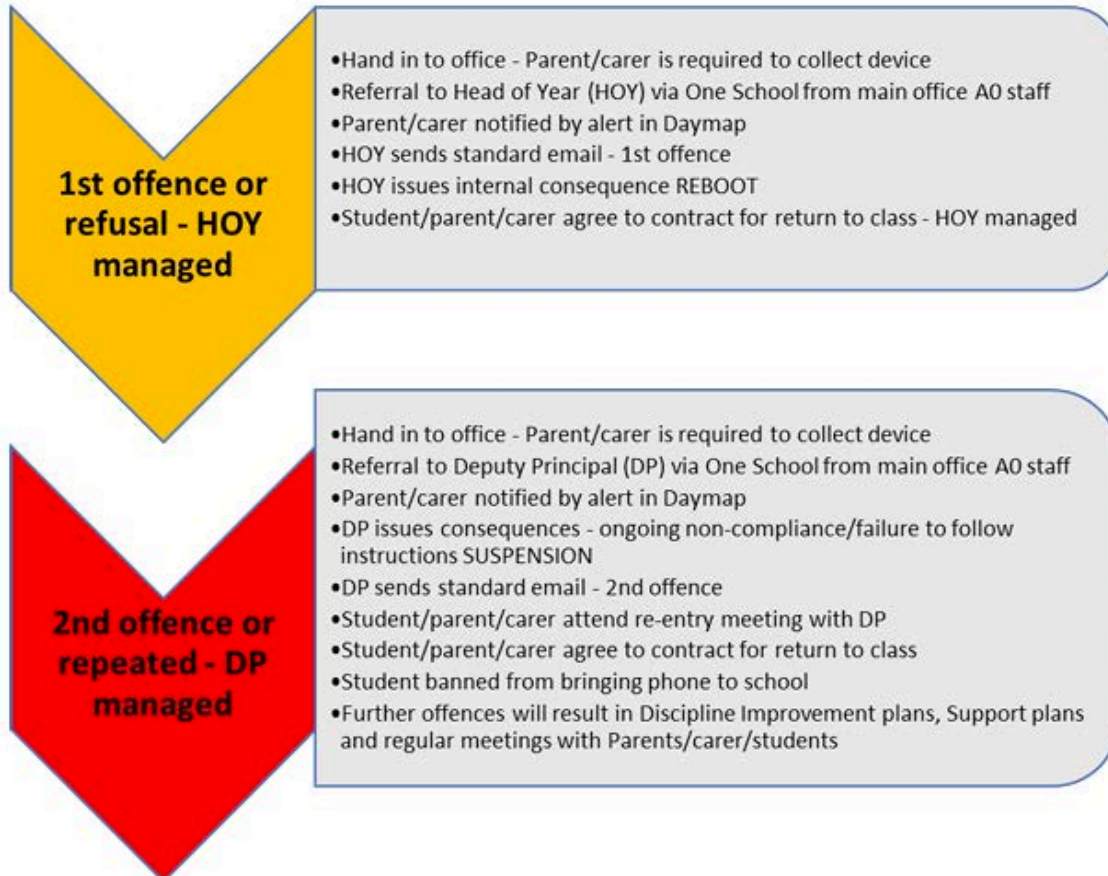 1st offence or
refusal - HOY
managed
•Hand in to office - Parent/carer is required to collect device
•Referral to Head of Year (HOY) via One School from main office A0 staff
•Parent/carer notified by alert in Daymap
•HOY sends standard email - 1st offence
•HOY issues internal consequence REBOOT
•Student/parent/carer agree to contract for return to class - HOY managed
2nd offence or
repeated - DP
managed
•Hand in to office - Parent/carer is required to collect device
•Referral to Deputy Principal (DP) via One School from main office A0 staff
•Parent/carer notified by alert in Daymap
•DP issues consequences - ongoing non-compliance/failure to follow
instructions SUSPENSION
•DP sends standard email - 2nd offence
•Student/parent/carer attend re-entry meeting with DP
•Student/parent/carer agree to contract for return to class
•Student banned from bringing phone to school
•Further offences will result in Discipline Improvement plans, Support plans
and regular meetings with Parents/carer/students